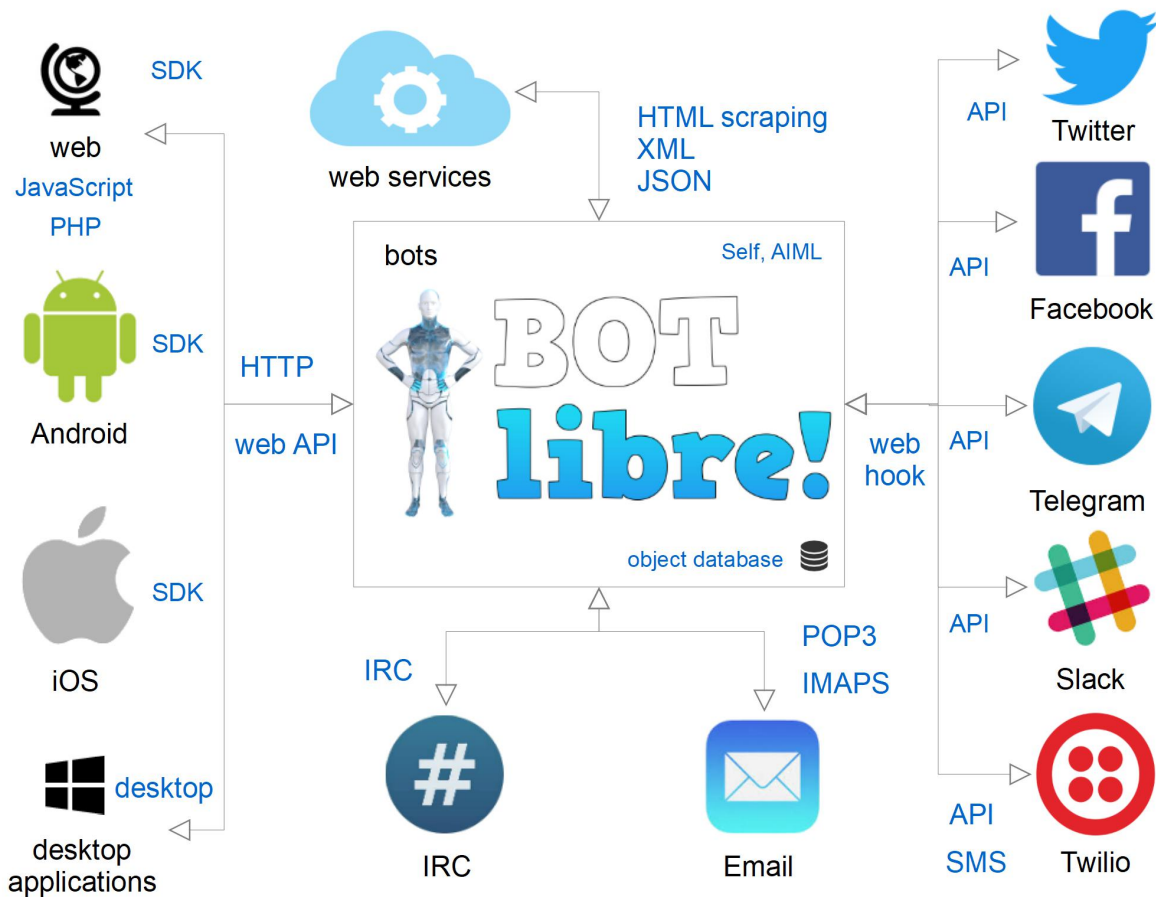 SDK
web
JavaScript
PHP
SDK
Android
SDK
iOS
desktop
desktop
applications
HTTP
web API
web services
HTML scraping
XML
JSON
bots
Self, AIML
BOT
libre!
object database
IRC
#
IRC
POP3
IMAPS
Email
web
hook
API
Twitter
API
f
Facebook
API
Telegram
API
Slack
API
SMS
Twilio